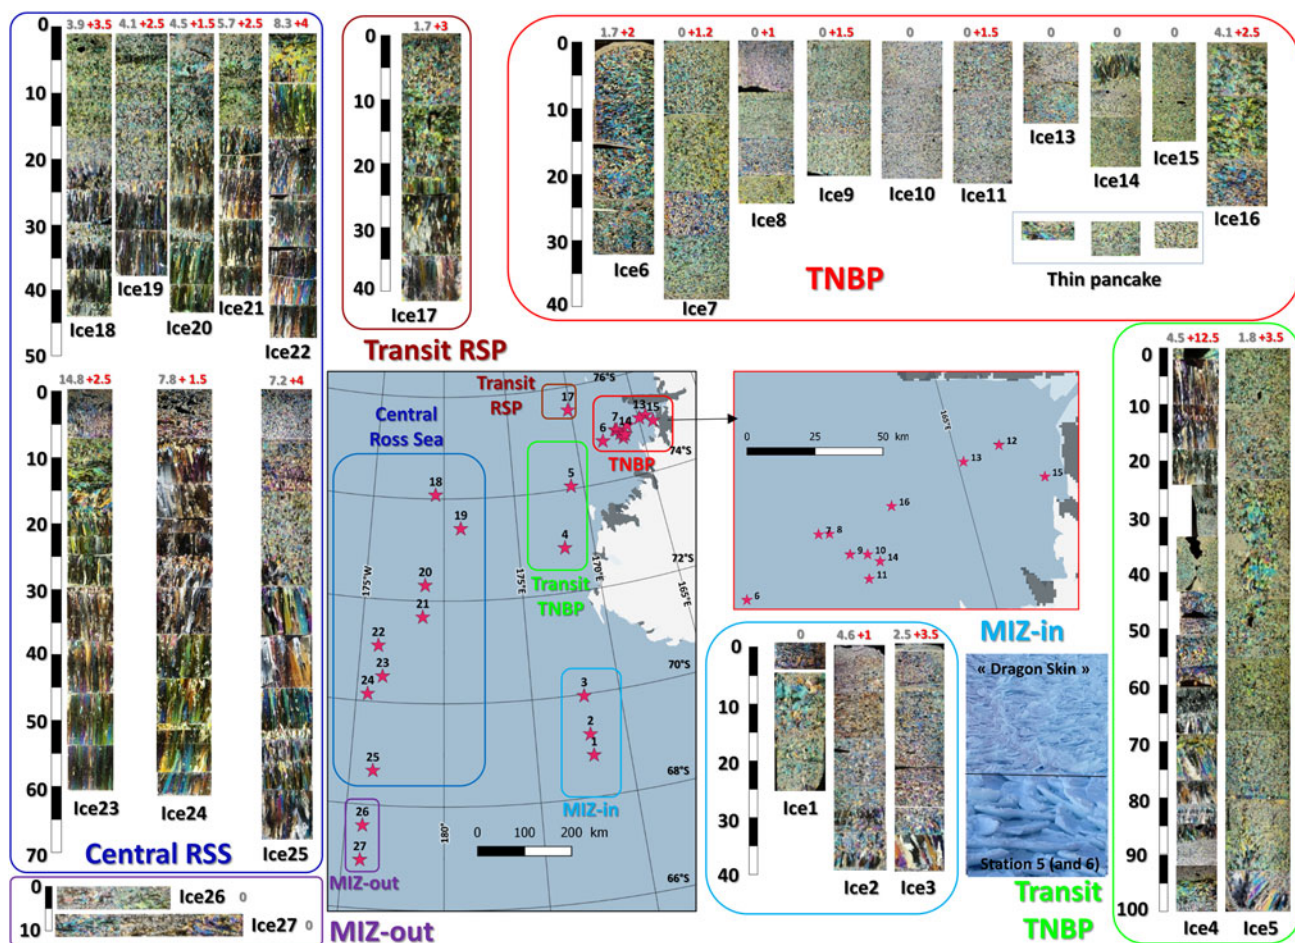 3.9 +3.5
4.1 +2.5
4.5 +1.5
5.7 +2.5
8.3 +4
0
10
20
30
40
50
Ice18
Ice19
Ice20
Ice21
Ice22
14.8 +2.5
7.8 + 1.5
7.2 +4
0
10
20
30
40
50
60
70
Ice23
Ice24
Ice25
Central RSS
0
10
Ice26
0
Ice27
0
MIZ-out
1.7 +3
0
10
20
30
40
Ice17
Transit RSP
1.7 +2
0 +1.2
0 +1
0 +1.5
0
0 +1.5
0
0
0
4.1 +2.5
0
10
20
30
40
Ice6
Ice7
Ice8
Ice9
Ice10
Ice11
Ice13
Ice14
Ice15
Ice16
Thin pancake
TNBP
76°S
Transit
RSP
17
13
15
7
14
6
TNBP
74°S
Central
Ross Sea
18
19
5
4
72°S
175°W
175°E
170°E
165°E
Transit
TNBP
20
21
22
23
24
25
70°S
3
2
1
68°S
MIZ-in
180°
0
100
200
km
26
27
MIZ-out
66°S
165°E
0
25
50
km
12
13
15
16
7
8
9
10
14
11
6
MIZ-in
0
4.6 +1
2.5 +3.5
0
10
20
30
40
Ice1
Ice2
Ice3
« Dragon Skin »
Station 5 (and 6)
Transit
TNBP
4.5 +12.5
1.8 +3.5
0
10
20
30
40
50
60
70
80
90
100
Ice4
Ice5